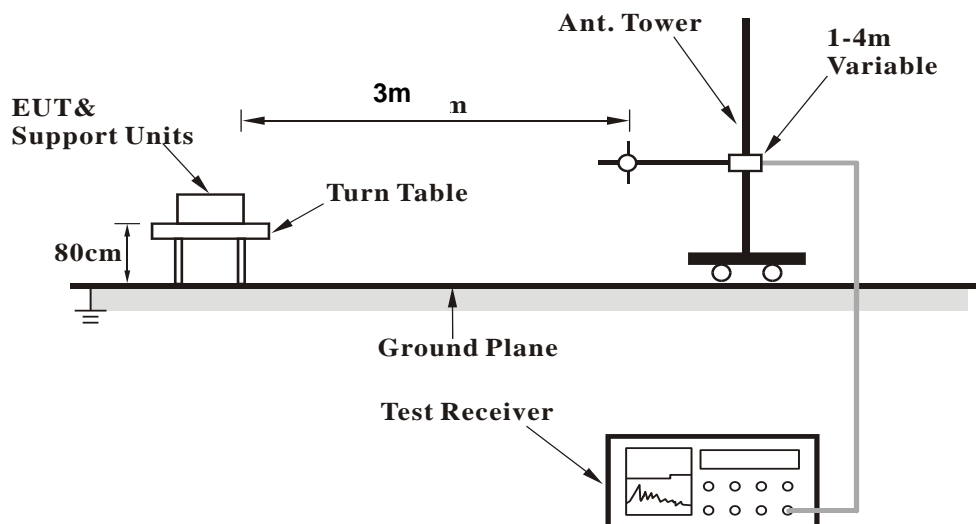 Ant. Tower
1-4m
Variable
3m
n
EUT&
Support Units
Turn Table
80cm
Ground Plane
Test Receiver